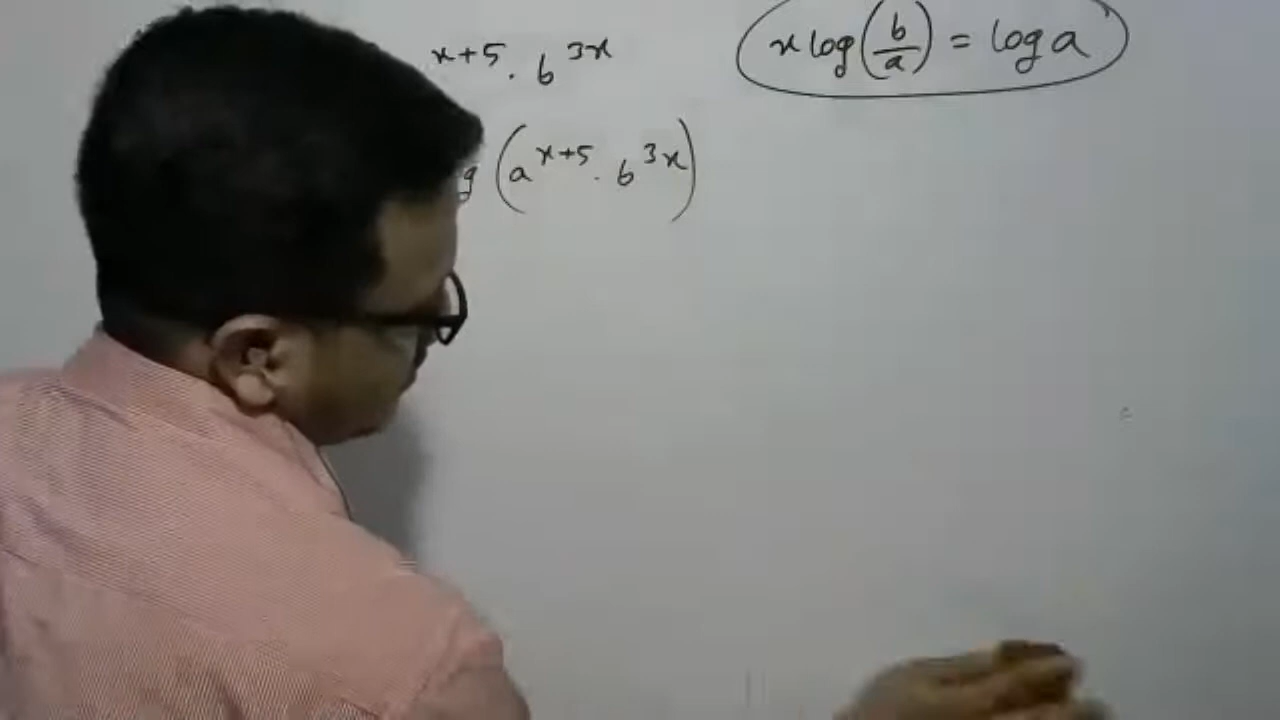 x+5 . b^3x
x log(b/a) = log a
g (a^x+5 . b^3x)